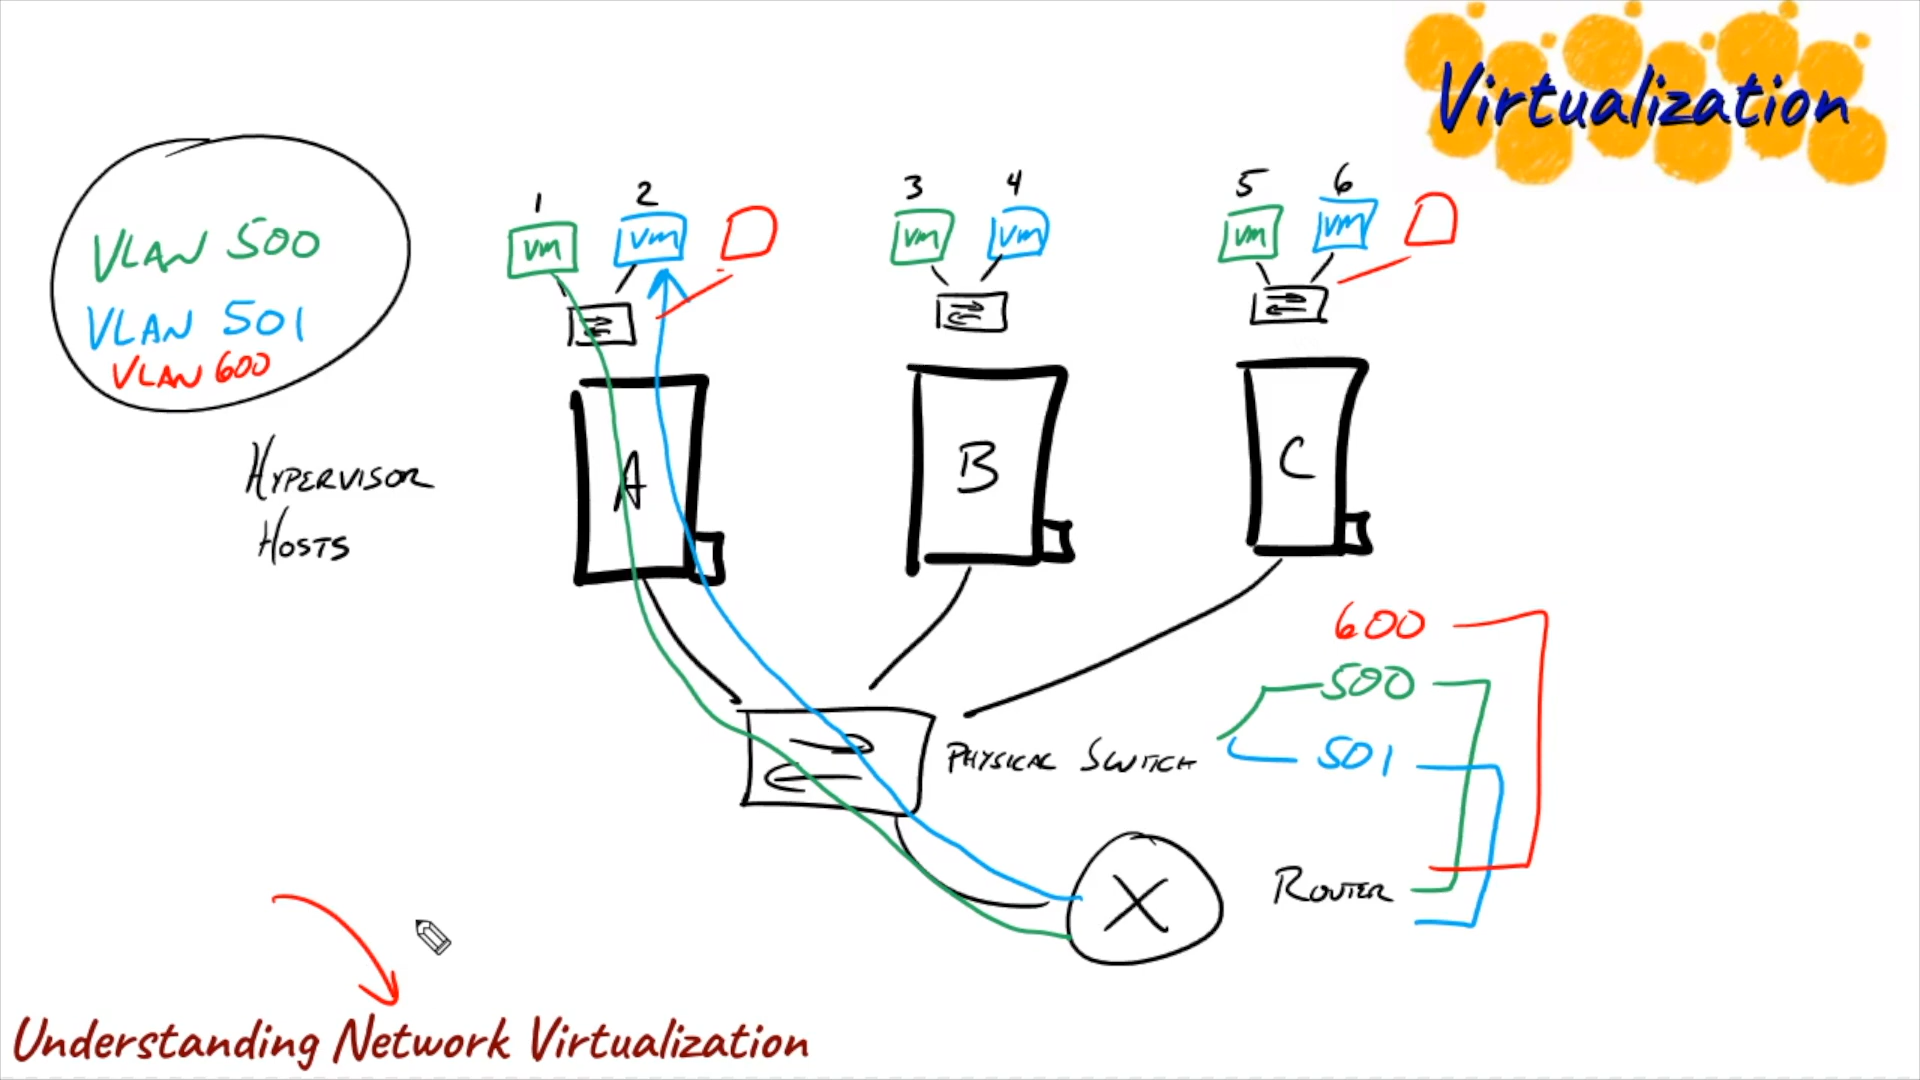 Virtualization
VLAN 500
VLAN 501
VLAN 600
HYPERVISOR
HOSTS
1 2 3 4 5 6
vm vm vm vm vm vm
A B C
PHYSICAL SWITCH
600
500
501
ROUTER
X
Understanding Network Virtualization